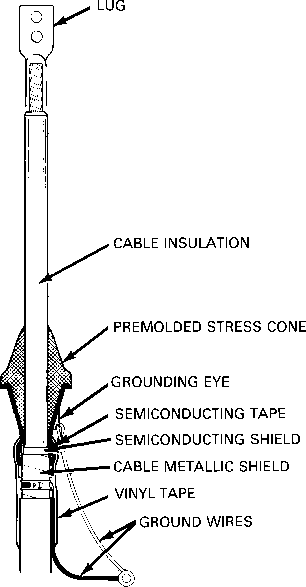 LUG
CABLE INSULATION
PREMOLDED STRESS CONE
GROUNDING EYE
SEMICONDUCTING TAPE
SEMICONDUCTING SHIELD
CABLE METALLIC SHIELD
VINYL TAPE
GROUND WIRES